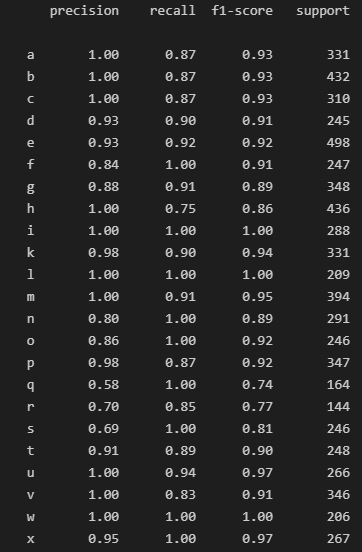 precision recall f1-score support
a 1.00 0.87 0.93 331
b 1.00 0.87 0.93 432
c 1.00 0.87 0.93 310
d 0.93 0.90 0.91 245
e 0.93 0.92 0.92 498
f 0.84 1.00 0.91 247
g 0.88 0.91 0.89 348
h 1.00 0.75 0.86 436
i 1.00 1.00 1.00 288
k 0.98 0.90 0.94 331
l 1.00 1.00 1.00 209
m 1.00 0.91 0.95 394
n 0.80 1.00 0.89 291
o 0.86 1.00 0.92 246
p 0.98 0.87 0.92 347
q 0.58 1.00 0.74 164
r 0.70 0.85 0.77 144
s 0.69 1.00 0.81 246
t 0.91 0.89 0.90 248
u 1.00 0.94 0.97 266
v 1.00 0.83 0.91 346
w 1.00 1.00 1.00 206
x 0.95 1.00 0.97 267